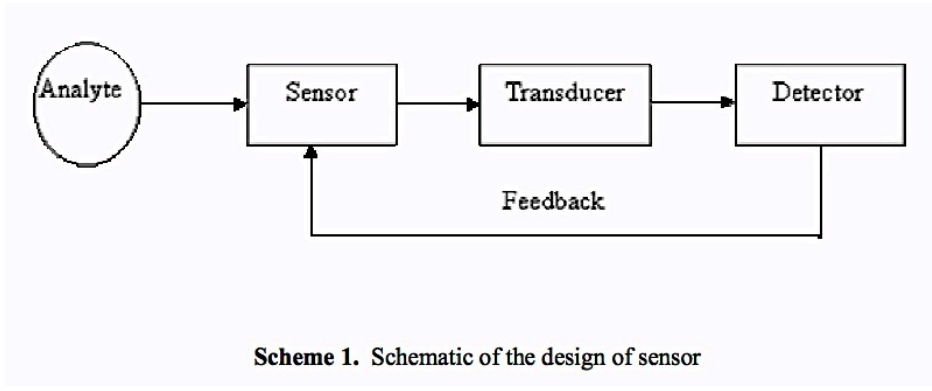 Analyte
Sensor
Transducer
Detector
Feedback
Scheme 1. Schematic of the design of sensor